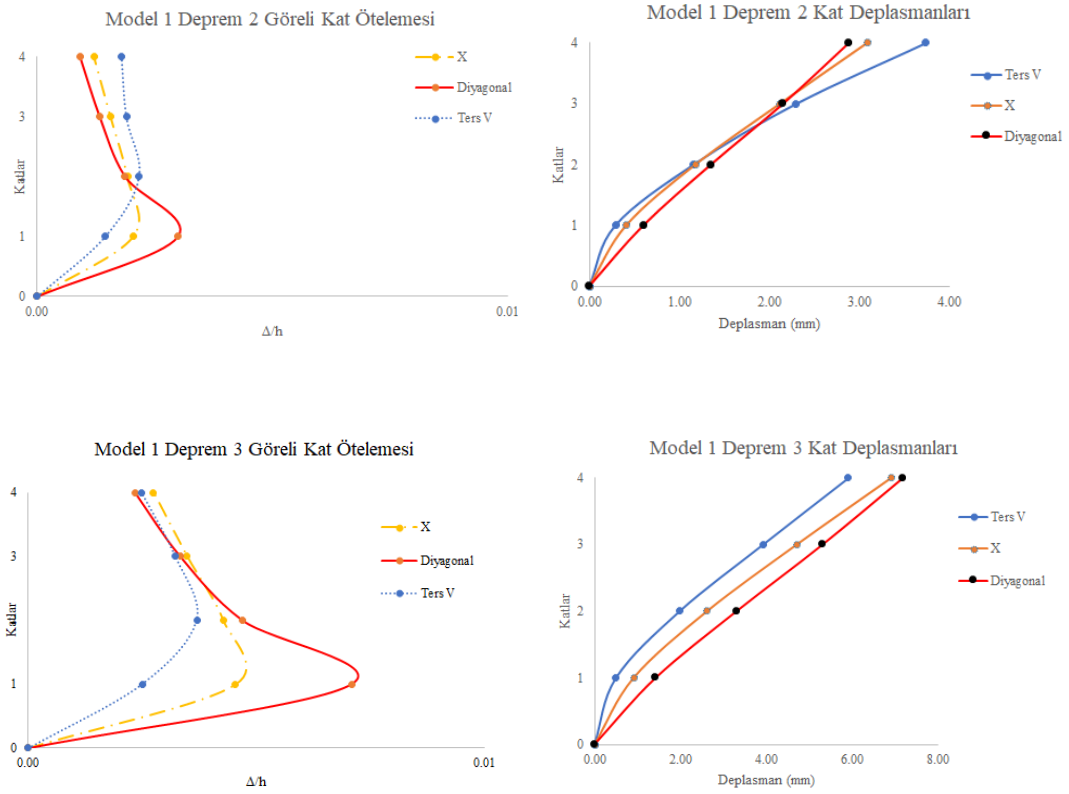 Model 1 Deprem 2 Göreli Kat Ötelemesi
4
3
2
1
0
Katlar
0.00
0.01
Δ/h
X
Diyagonal
Ters V
Model 1 Deprem 2 Kat Deplasmanları
4
3
2
1
0
Katlar
0.00
1.00
2.00
3.00
4.00
Deplasman (mm)
Ters V
X
Diyagonal
Model 1 Deprem 3 Göreli Kat Ötelemesi
4
3
2
1
0
Katlar
0.00
0.01
Δ/h
X
Diyagonal
Ters V
Model 1 Deprem 3 Kat Deplasmanları
4
3
2
1
0
Katlar
0.00
2.00
4.00
6.00
8.00
Deplasman (mm)
Ters V
X
Diyagonal